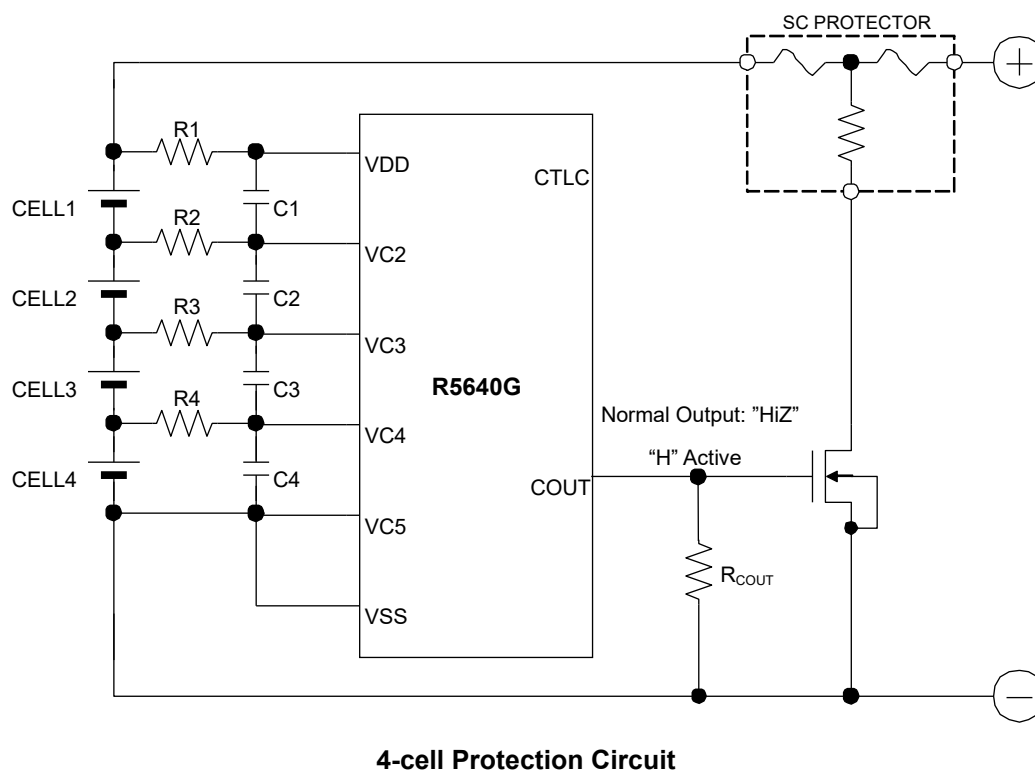 SC PROTECTOR
R1
VDD
CTLC
CELL1
C1
R2
VC2
CELL2
C2
R3
VC3
CELL3
C3
R5640G
R4
Normal Output: ”HiZ”
VC4
“H” Active
CELL4
C4
COUT
VC5
RCOUT
VSS
4-cell Protection Circuit